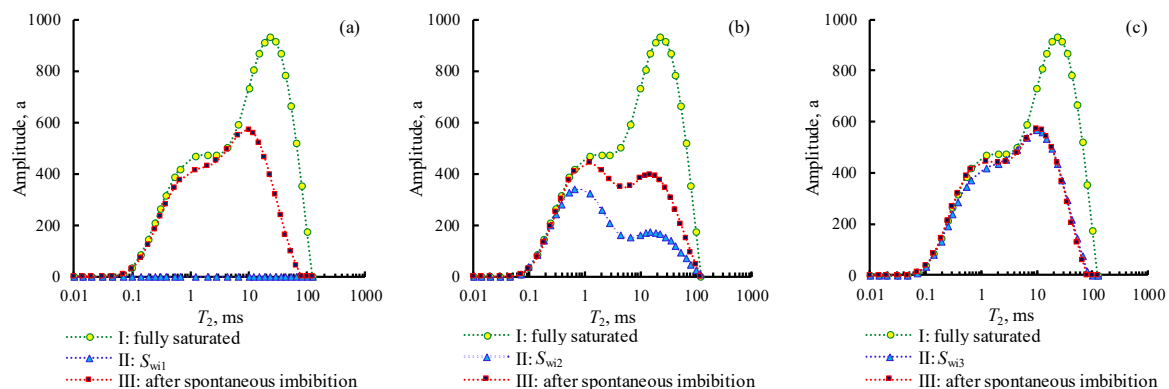 (a)
1000
800
600
400
200
0
Amplitude, a
0.01 0.1 1 10 100 1000
T2, ms
I: fully saturated
II: Swi1
III: after spontaneous imbibition
(b)
1000
800
600
400
200
0
Amplitude, a
0.01 0.1 1 10 100 1000
T2, ms
I: fully saturated
II: Swi2
III: after spontaneous imbibition
(c)
1000
800
600
400
200
0
Amplitude, a
0.01 0.1 1 10 100 1000
T2, ms
I: fully saturated
II: Swi3
III: after spontaneous imbibition